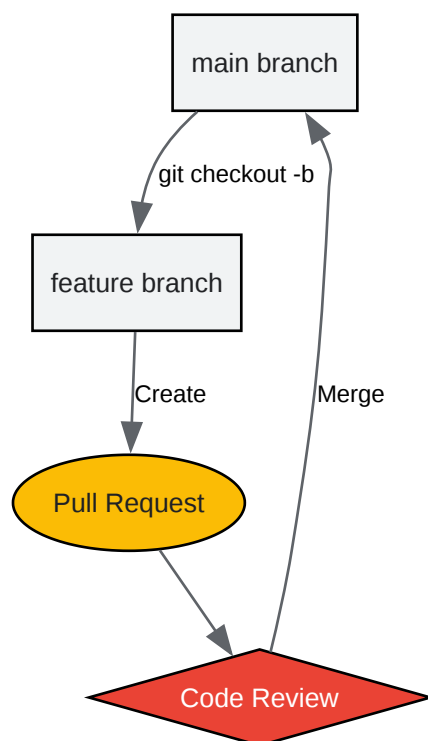 main branch
git checkout -b
feature branch
Create
Merge
Pull Request
Code Review